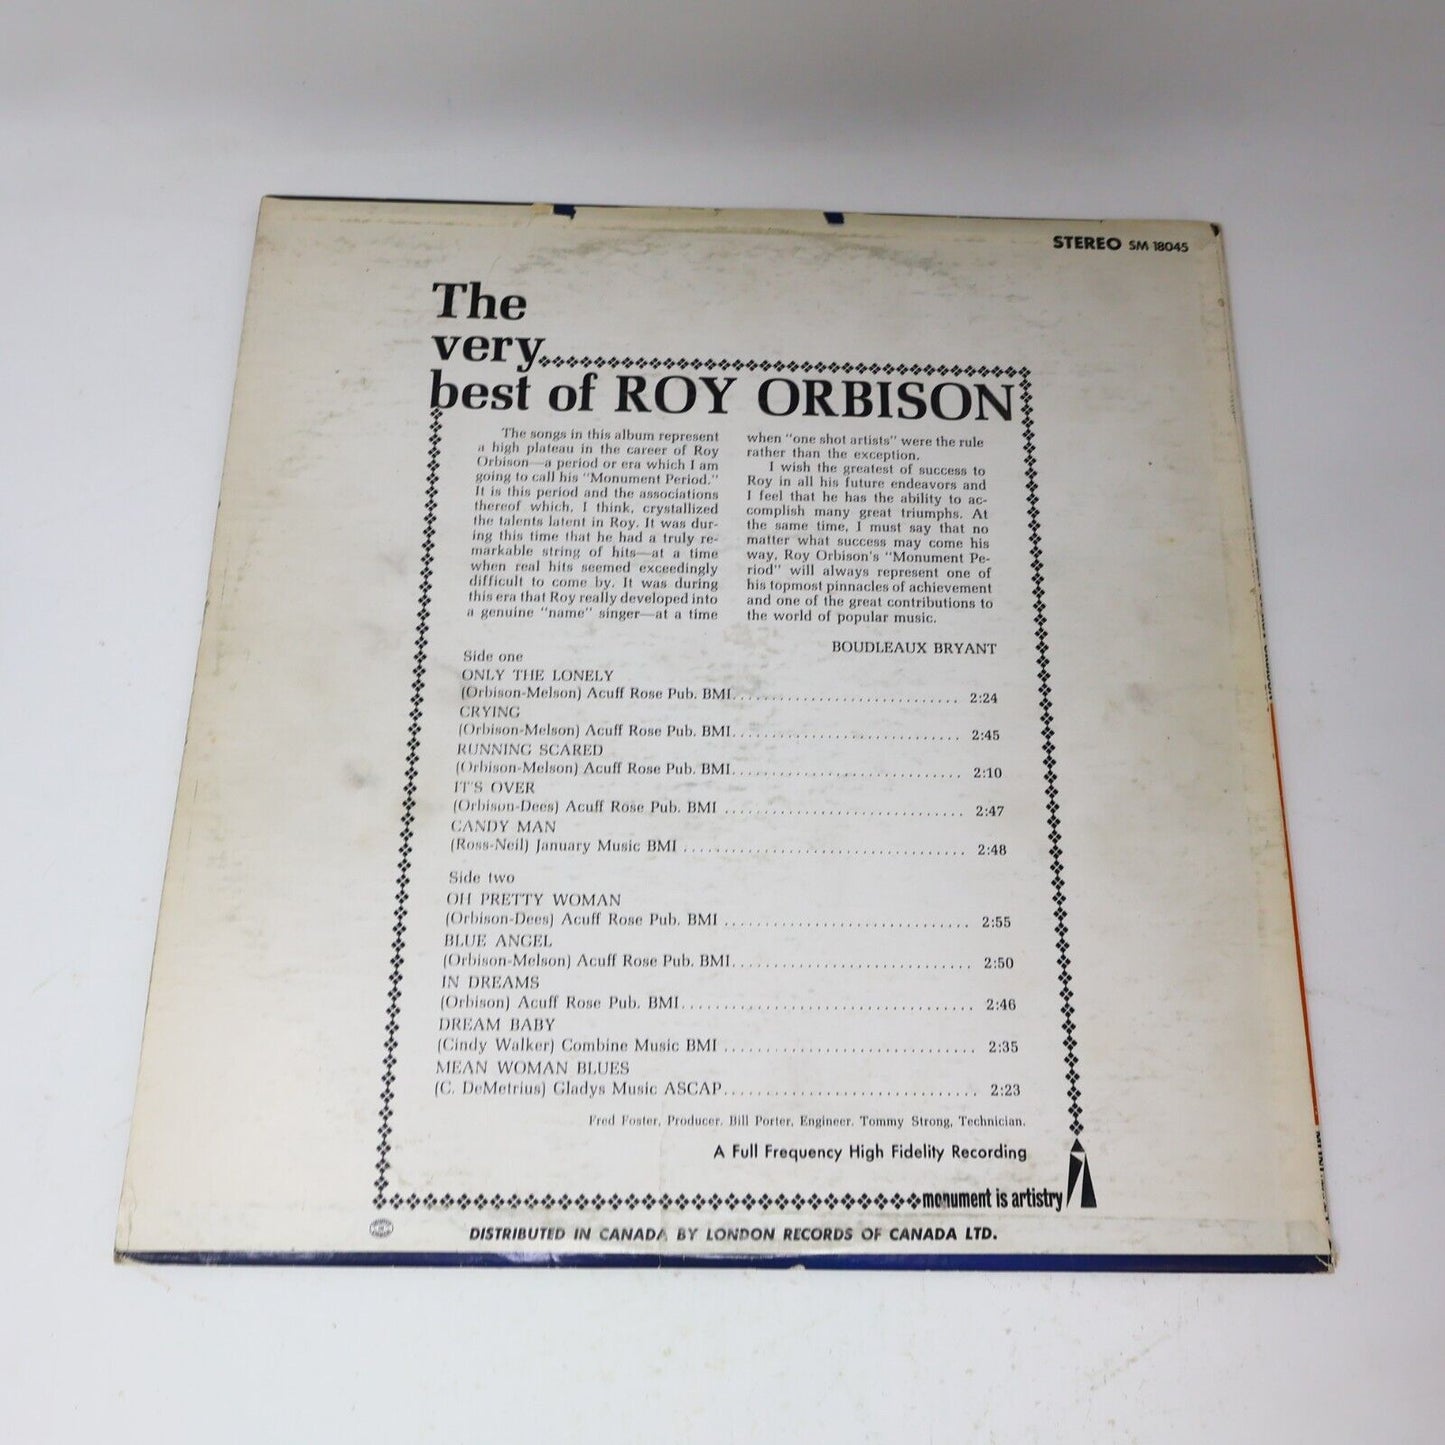 STEREO SM 18045
The
very
best of ROY ORBISON
The songs in this album represent
a high plateau in the career of Roy
Orbison—a period or era which I am
going to call his "Monument Period."
It is this period and the associations
thereof which, I think, crystallized
the talents latent in Roy. It was dur-
ing this time that he had a truly re-
markable string of hits—at a time
when real hits seemed exceedingly
difficult to come by. It was during
this era that Roy really developed into
a genuine "name" singer—at a time
when "one shot artists" were the rule
rather than the exception.
I wish the greatest of success to
Roy in all his future endeavors and
I feel that he has the ability to ac-
complish many great triumphs. At
the same time, I must say that no
matter what success may come his
way, Roy Orbison's "Monument Pe-
riod" will always represent one of
his topmost pinnacles of achievement
and one of the great contributions to
the world of popular music.
BOUDLEAUX BRYANT
Side one
ONLY THE LONELY
(Orbison-Melson) Acuff Rose Pub. BMI............................ 2:24
CRYING
(Orbison-Melson) Acuff Rose Pub. BMI............................ 2:45
RUNNING SCARED
(Orbison-Melson) Acuff Rose Pub. BMI............................ 2:10
IT'S OVER
(Orbison-Dees) Acuff Rose Pub. BMI ............................. 2:47
CANDY MAN
(Ross-Neil) January Music BMI .................................. 2:48
Side two
OH PRETTY WOMAN
(Orbison-Dees) Acuff Rose Pub. BMI ............................. 2:55
BLUE ANGEL
(Orbison-Melson) Acuff Rose Pub. BMI............................ 2:50
IN DREAMS
(Orbison) Acuff Rose Pub. BMI................................... 2:46
DREAM BABY
(Cindy Walker) Combine Music BMI .............................. 2:35
MEAN WOMAN BLUES
(C. DeMetrius) Gladys Music ASCAP.............................. 2:23
Fred Foster, Producer. Bill Porter, Engineer. Tommy Strong, Technician.
A Full Frequency High Fidelity Recording
monument is artistry
DISTRIBUTED IN CANADA BY LONDON RECORDS OF CANADA LTD.